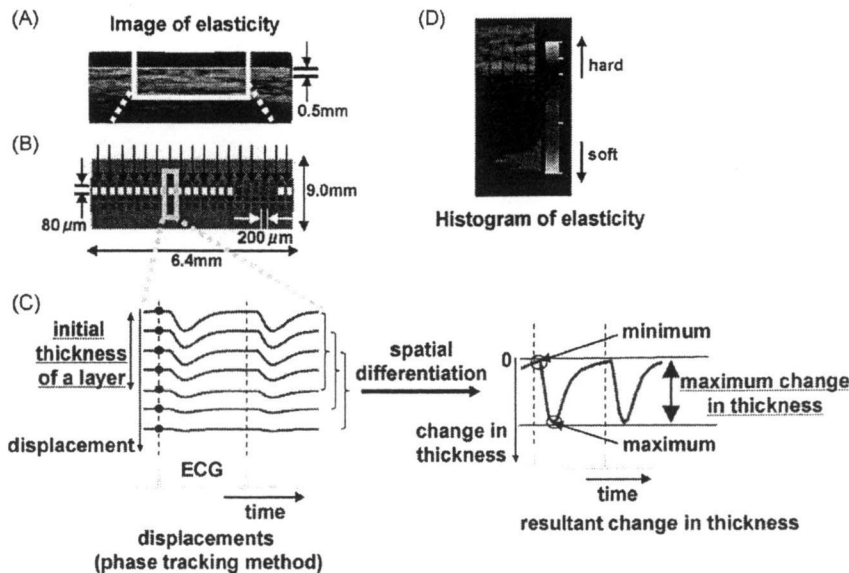 (A)
Image of elasticity
0.5mm
(B)
9.0mm
80 μm
200 μm
6.4mm
(C)
initial
thickness
of a layer
displacement
ECG
time
displacements
(phase tracking method)
spatial
differentiation
0
minimum
maximum change
in thickness
change in
thickness
maximum
time
resultant change in thickness
(D)
hard
soft
Histogram of elasticity